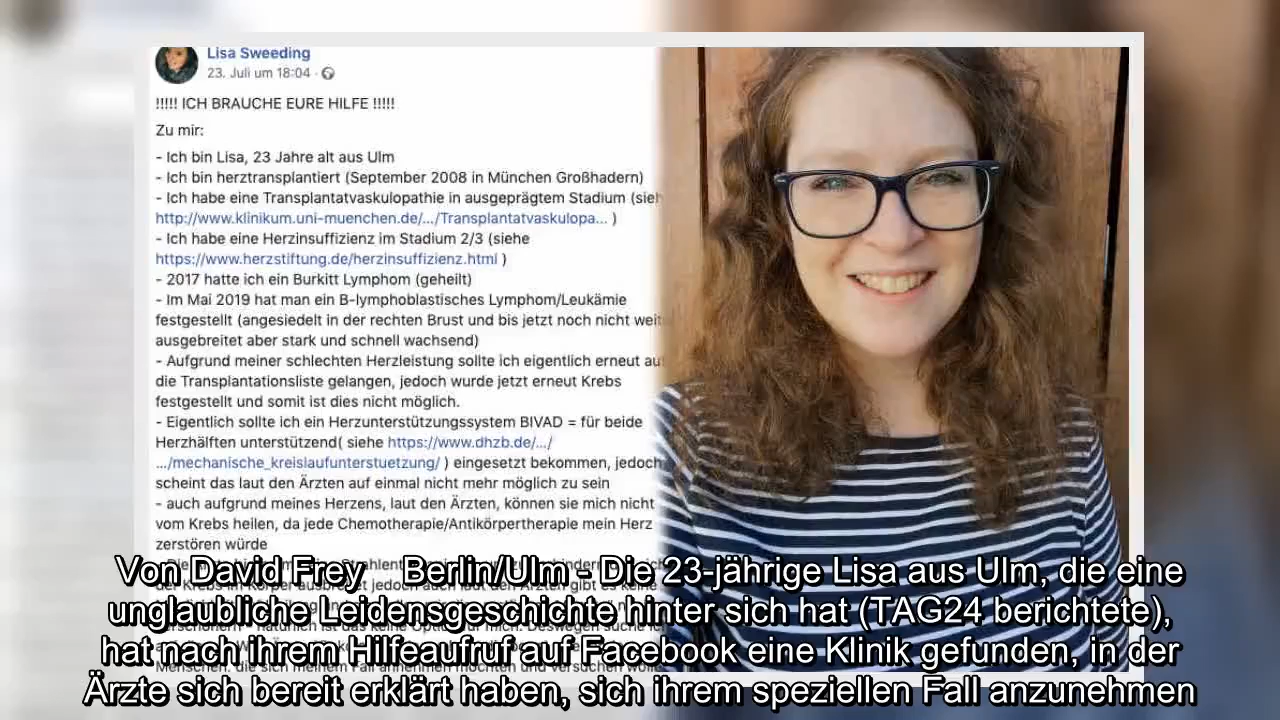 Lisa Sweeding
23. Juli um 18:04 ·
!!!!! ICH BRAUCHE EURE HILFE !!!!!
Zu mir:
- Ich bin Lisa, 23 Jahre alt aus Ulm
- Ich bin herztransplantiert (September 2008 in München Großhadern)
- Ich habe eine Transplantatvaskulopathie in ausgeprägtem Stadium (sieh
http://www.klinikum.uni-muenchen.de/.../Transplantatvaskulopa... )
- Ich habe eine Herzinsuffizienz im Stadium 2/3 (siehe
https://www.herzstiftung.de/herzinsuffizienz.html )
- 2017 hatte ich ein Burkitt Lymphom (geheilt)
- Im Mai 2019 hat man ein B-lymphoblastisches Lymphom/Leukämie
festgestellt (angesiedelt in der rechten Brust und bis jetzt noch nicht weit
ausgebreitet aber stark und schnell wachsend)
- Aufgrund meiner schlechten Herzleistung sollte ich eigentlich erneut auf
die Transplantationsliste gelangen, jedoch wurde jetzt erneut Krebs
festgestellt und somit ist dies nicht möglich.
- Eigentlich sollte ich ein Herzunterstützungssystem BIVAD = für beide
Herzhälften unterstützend( siehe https://www.dhzb.de/.../
.../mechanische_kreislaufunterstuetzung/ ) eingesetzt bekommen, jedoch
scheint das laut den Ärzten auf einmal nicht mehr möglich zu sein
- auch aufgrund meines Herzens, laut den Ärzten, können sie mich nicht
vom Krebs heilen, da jede Chemotherapie/Antikörpertherapie mein Herz
zerstören würde
Von David Frey Berlin/Ulm - Die 23-jährige Lisa aus Ulm, die eine
unglaubliche Leidensgeschichte hinter sich hat (TAG24 berichtete),
hat nach ihrem Hilfeaufruf auf Facebook eine Klinik gefunden, in der
Ärzte sich bereit erklärt haben, sich ihrem speziellen Fall anzunehmen